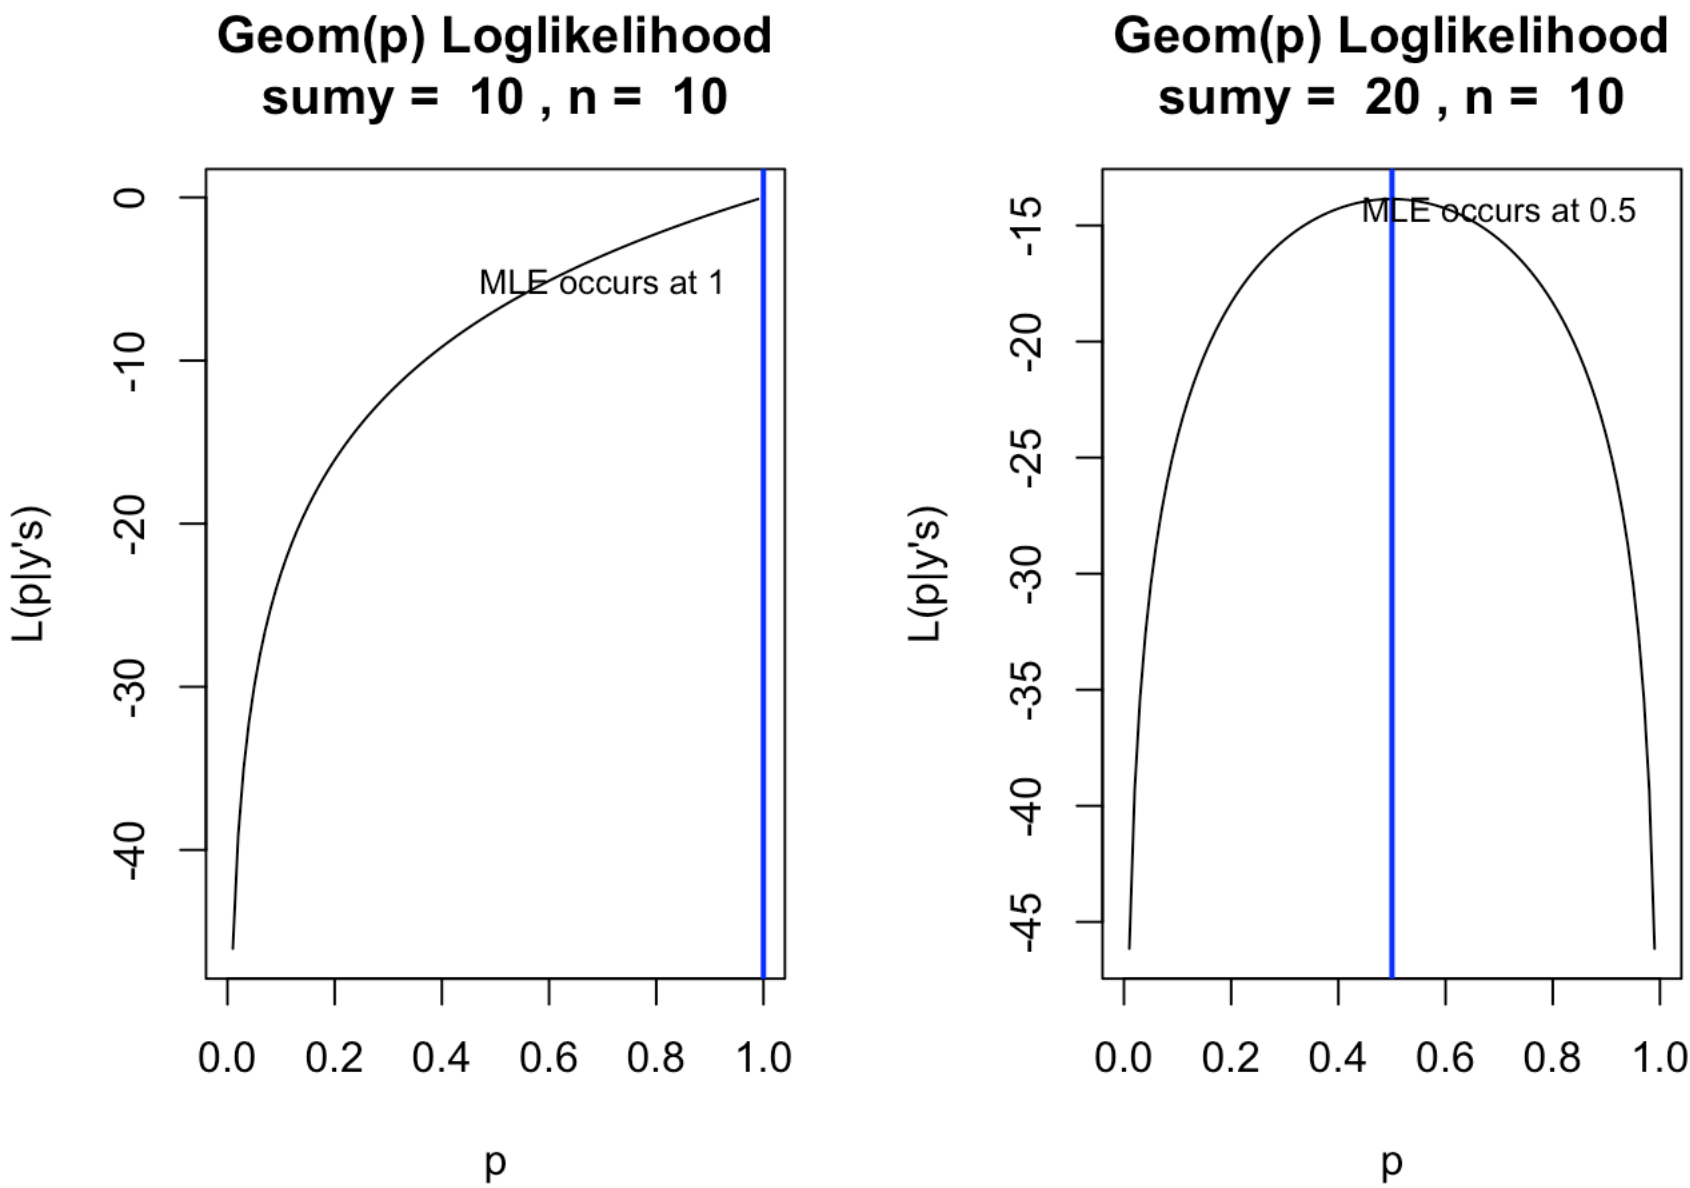 Geom(p) Loglikelihood
sumy =  10 , n =  10
L(p|y's)
0
-10
-20
-30
-40
MLE occurs at 1
0.0 0.2 0.4 0.6 0.8 1.0
p
Geom(p) Loglikelihood
sumy =  20 , n =  10
L(p|y's)
-15
-20
-25
-30
-35
-40
-45
MLE occurs at 0.5
0.0 0.2 0.4 0.6 0.8 1.0
p